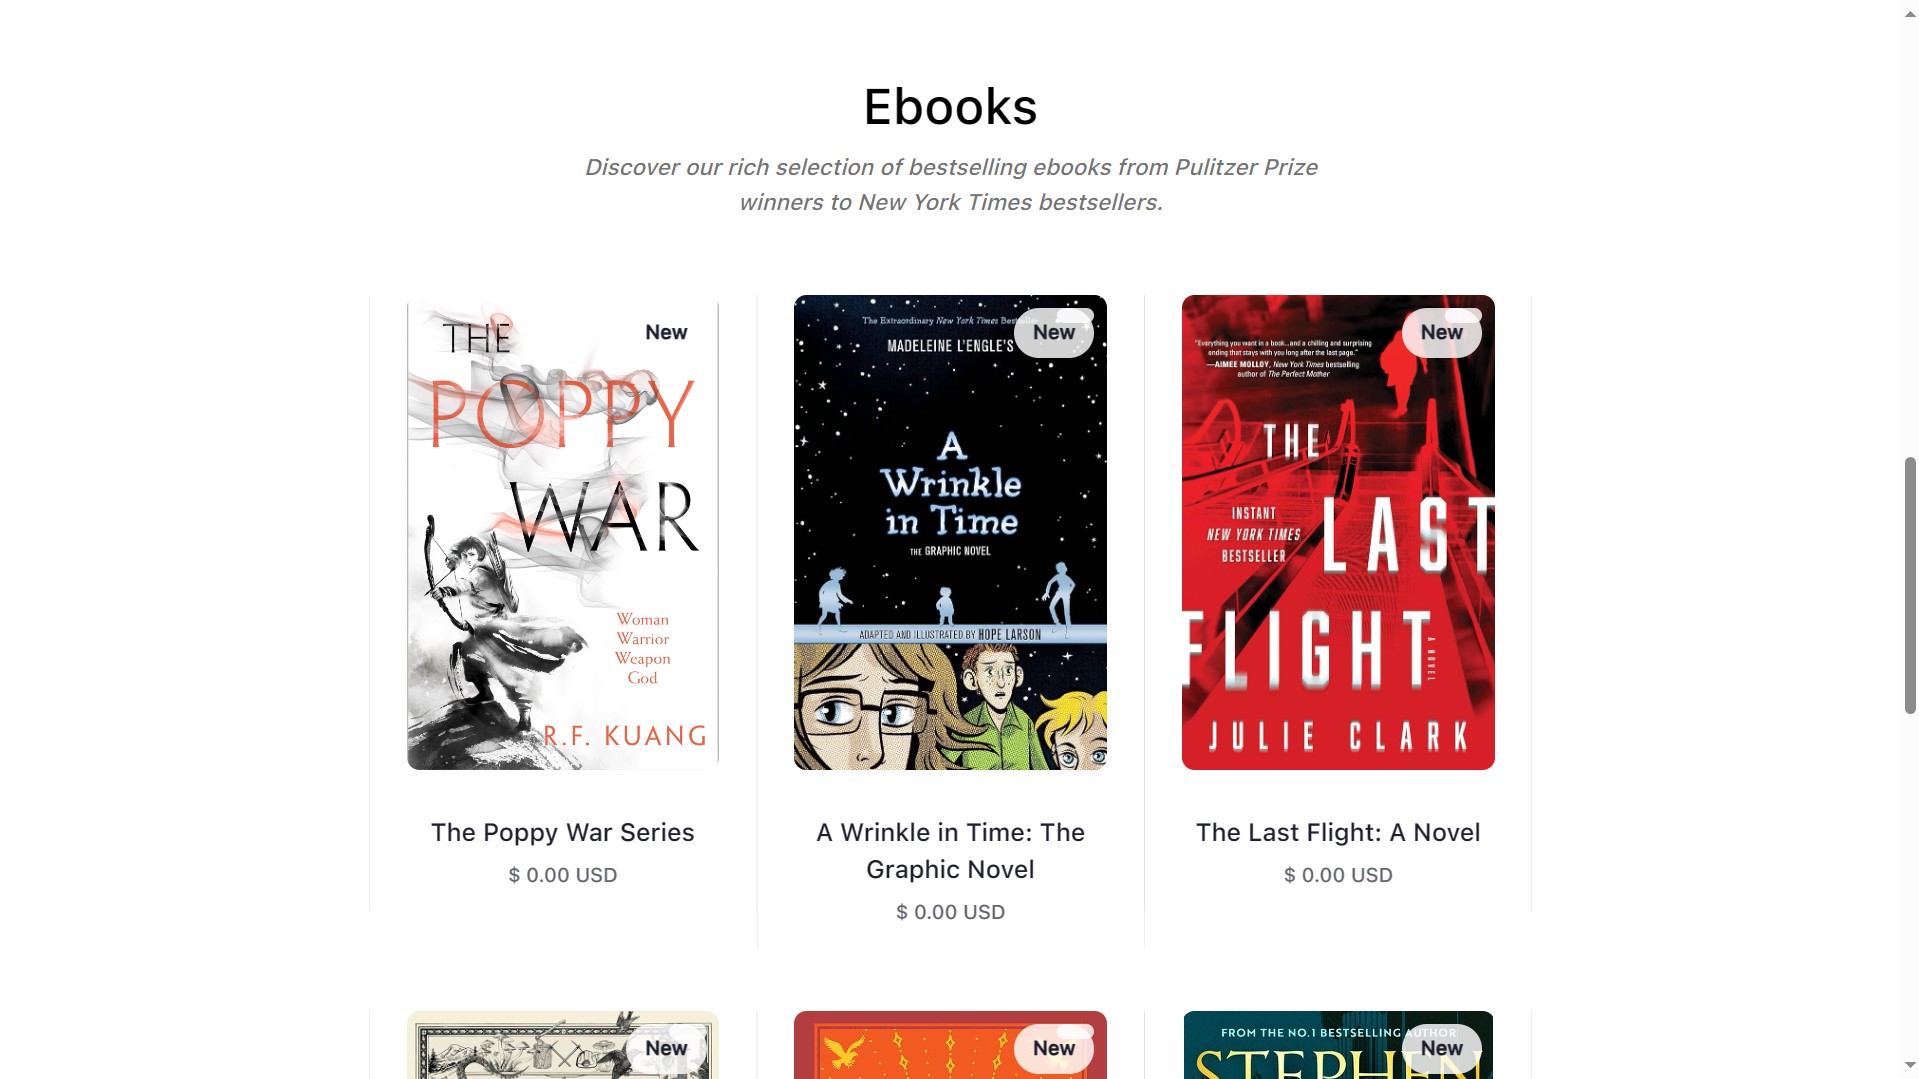 Ebooks
Discover our rich selection of bestselling ebooks from Pulitzer Prize
winners to New York Times bestsellers.
THE
POPPY
WAR
Woman
Warrior
Weapon
God
R.F. KUANG
New
The Poppy War Series
$ 0.00 USD
The Extraordinary New York Times
MADELEINE L'ENGLE'S
New
A
Wrinkle
in Time
THE GRAPHIC NOVEL
ADAPTED AND ILLUSTRATED BY HOPE LARSON
A Wrinkle in Time: The
Graphic Novel
$ 0.00 USD
New
"Everything you want in a book...and a chilling and surprising
ending that stays with you long after the last page."
—AIMEE MOLLOY, New York Times bestselling
author of The Perfect Mother
THE
LAST
INSTANT
NEW YORK TIMES
BESTSELLER
FLIGHT
A NOVEL
JULIE CLARK
The Last Flight: A Novel
$ 0.00 USD
New
New
FROM THE NO.1 BESTSELLING AUTHOR
New
STEPHEN